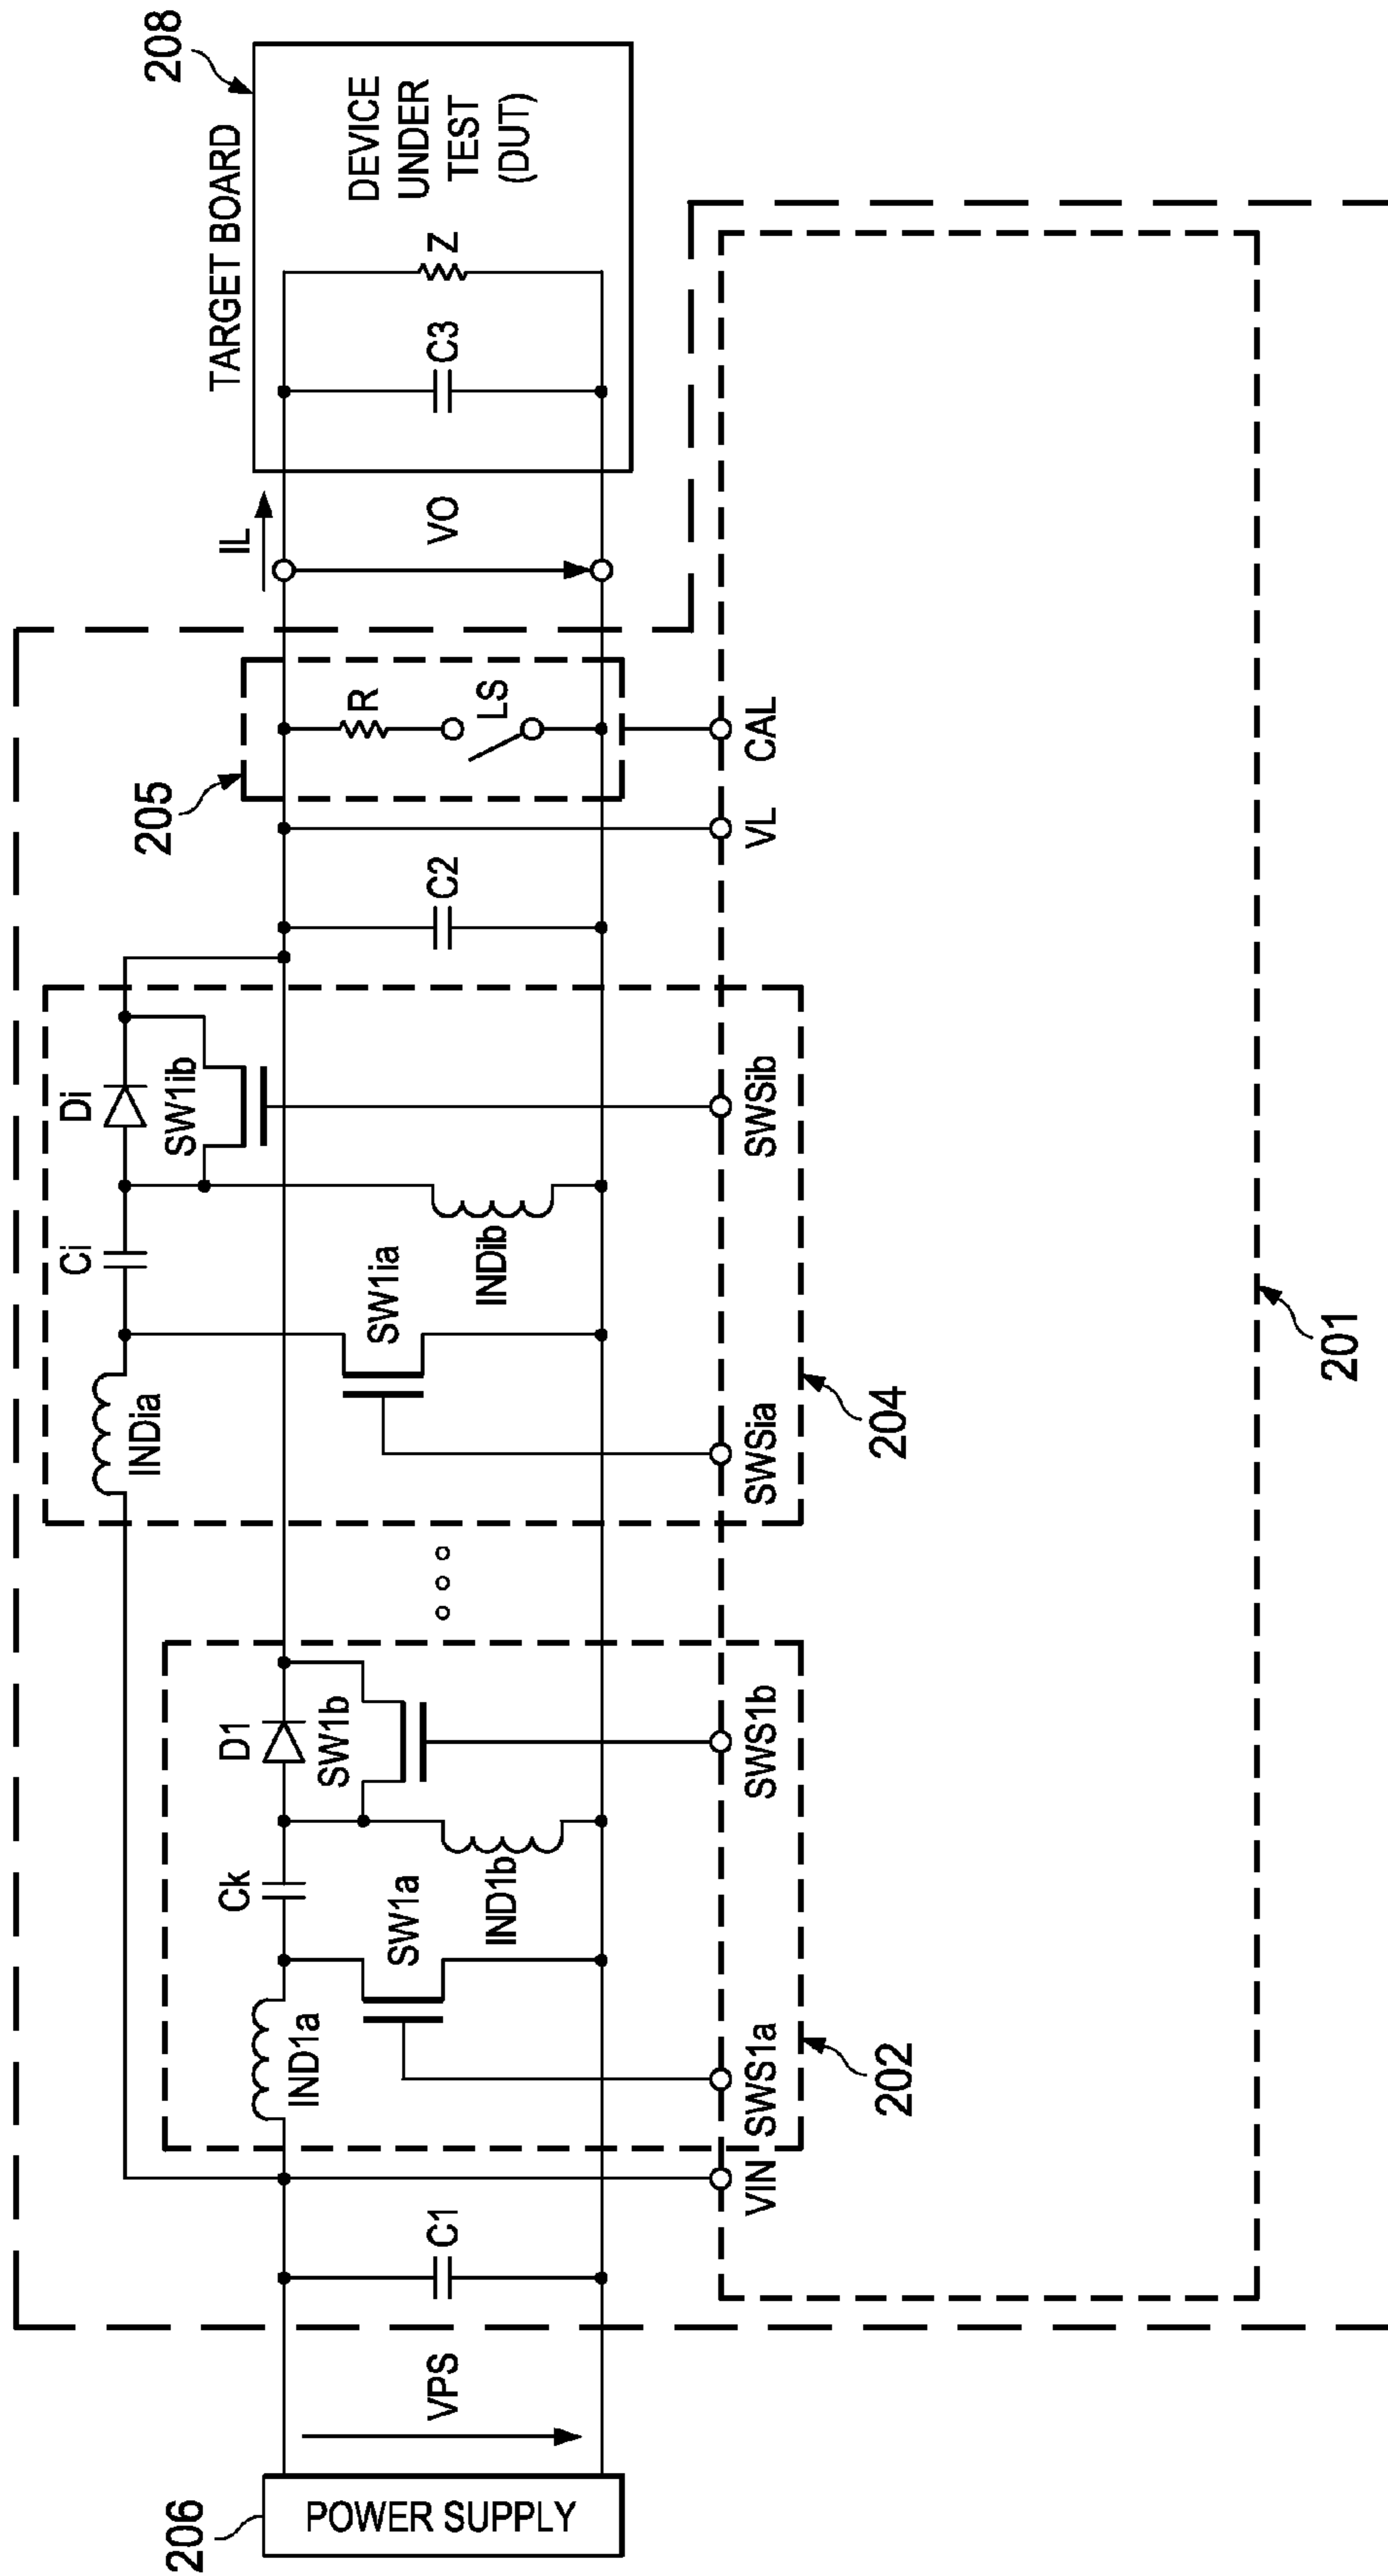 206
POWER SUPPLY
VPS
C1
VIN
SWS1a
202
IND1a
SW1a
Ck
IND1b
D1
SW1b
SWS1b
INDia
SWSia
204
SW1ia
Ci
INDib
Di
SW1ib
SWSib
C2
VL
205
R
LS
CAL
IL
VO
TARGET BOARD
208
C3
Z
DEVICE
UNDER
TEST
(DUT)
201